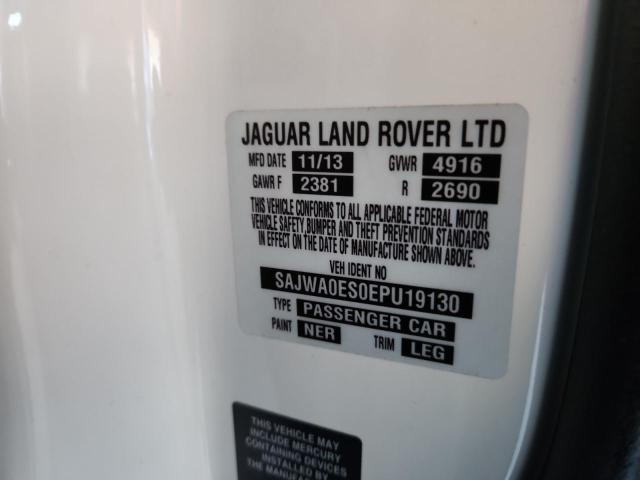 JAGUAR LAND ROVER LTD
MFD DATE 11/13 GVWR 4916
GAWR F 2381 R 2690
THIS VEHICLE CONFORMS TO ALL APPLICABLE FEDERAL MOTOR
VEHICLE SAFETY, BUMPER AND THEFT PREVENTION STANDARDS
IN EFFECT ON THE DATE OF MANUFACTURE SHOWN ABOVE.
VEH IDENT NO
SAJWA0ES0EPU19130
TYPE PASSENGER CAR
PAINT NER TRIM LEG
THIS VEHICLE MAY
INCLUDE MERCURY
CONTAINING DEVICES
INSTALLED BY
THE MANUFA